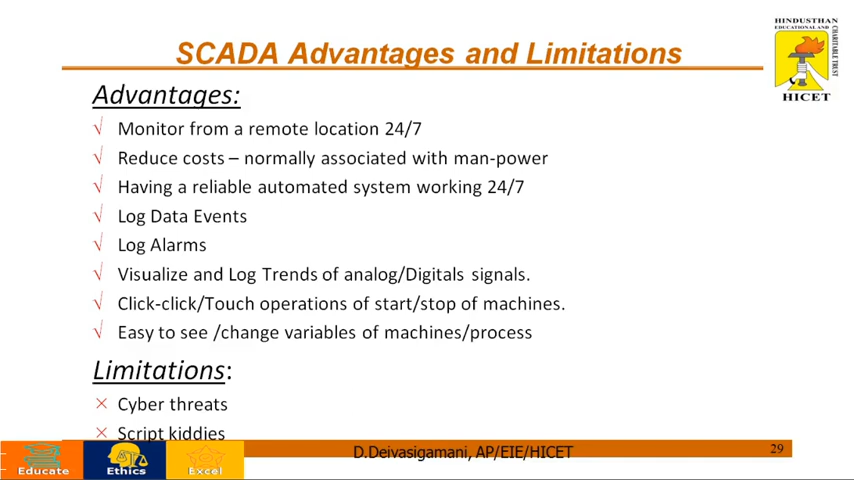 SCADA Advantages and Limitations
HINDUSTHAN
EDUCATIONAL AND
CHARITABLE TRUST
HICET
Advantages:
√ Monitor from a remote location 24/7
√ Reduce costs – normally associated with man-power
√ Having a reliable automated system working 24/7
√ Log Data Events
√ Log Alarms
√ Visualize and Log Trends of analog/Digitals signals.
√ Click-click/Touch operations of start/stop of machines.
√ Easy to see /change variables of machines/process
Limitations:
× Cyber threats
× Script kiddies
Educate
Ethics
Excel
D.Deivasigamani, AP/EIE/HICET
29